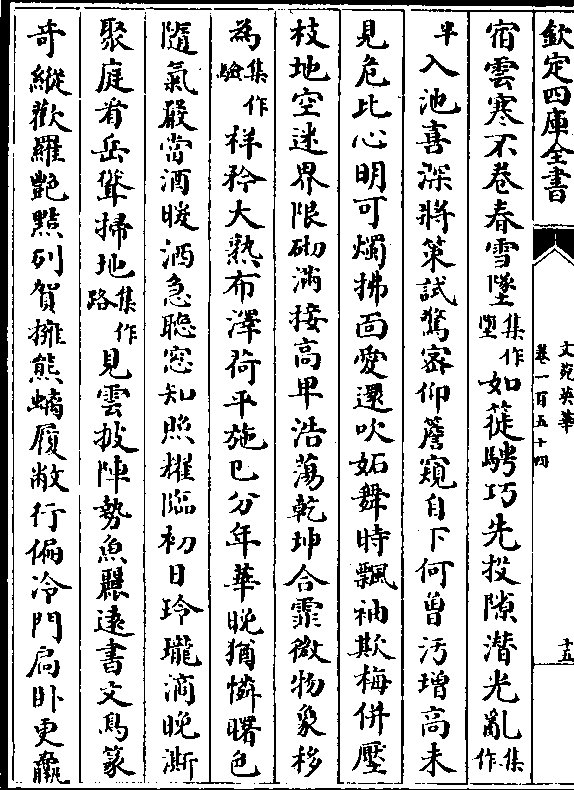 欽定四庫全書
文苑英華
卷一百五十四
十五
宿雲寒不卷春雪墜集作墮如蓰騁巧先投隙潛光亂集作
半入池喜深將策試驚密仰簷窺自下何曾汚增高未
見危比心明可燭拂面愛還吹妬舞時飄袖欺梅併壓
枝地空迷界限砌滿接高卑浩蕩乾坤合霏微物象移
為集作驗祥矜大熟布澤荷平施已分年華晚猶憐曙色
隨氣嚴當酒暖洒急聽窓知照耀臨初日玲瓏滴晚澌
聚庭看岳聳掃地集作路見雲披陣勢魚麗遠書文鳥篆
奇縱歡羅艶黠列賀擁熊螭履敝行偏冷門扃卧更羸